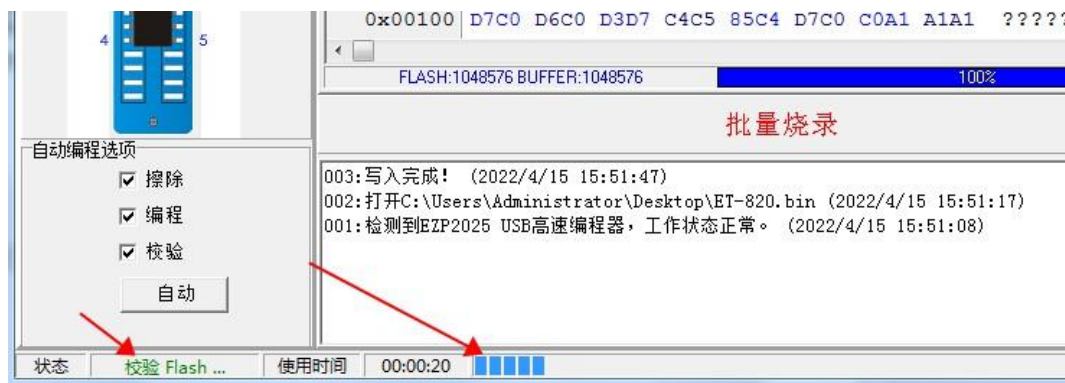 0x00100 D7C0 D6C0 D3D7 C4C5 85C4 D7C0 C0A1 A1A1 ?????
4 5
FLASH:1048576 BUFFER:1048576 100%
批量烧录
自动编程选项
擦除
编程
校验
自动
003:写入完成! (2022/4/15 15:51:47)
002:打开C:\Users\Administrator\Desktop\ET-820.bin (2022/4/15 15:51:17)
001:检测到EZP2025 USB高速编程器，工作状态正常。 (2022/4/15 15:51:08)
状态 校验 Flash ... 使用时间 00:00:20